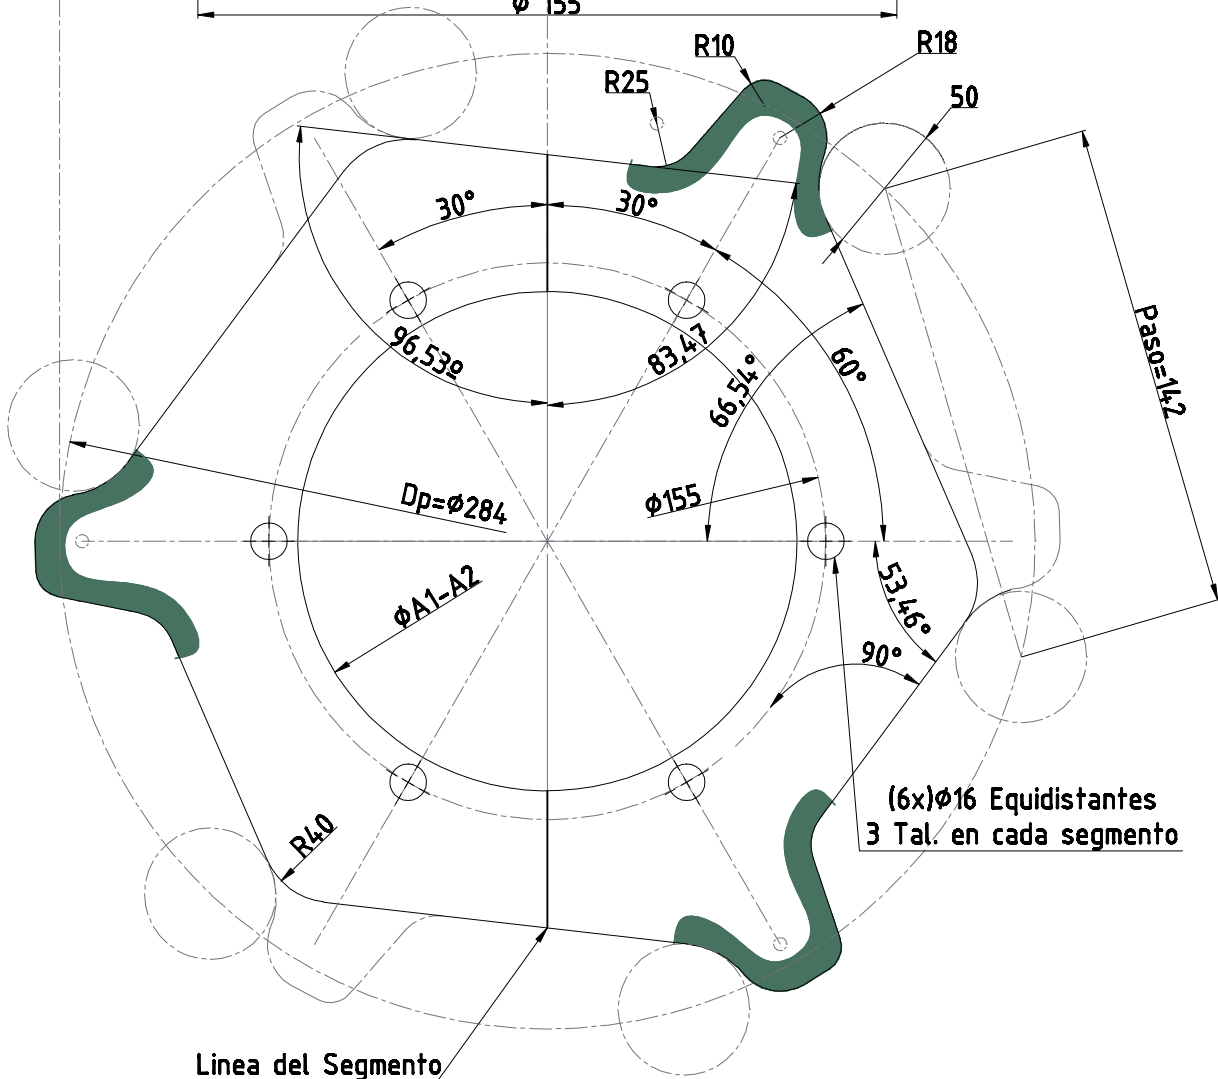 ϕ 155
R10
R18
R25
50
30°
30°
96,53º
83,47
66,54°
60°
Paso=142
Dp=ϕ284
ϕ155
ϕA1-A2
53,46°
90°
(6x)ϕ16 Equidistantes
3 Tal. en cada segmento
R40
Linea del Segmento